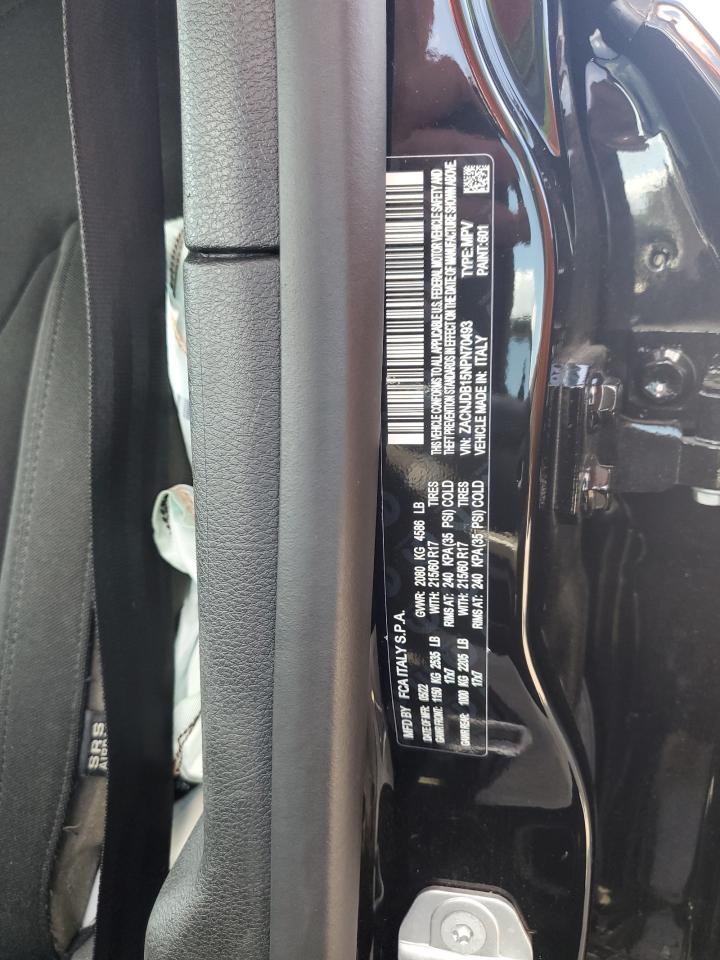 MFD BY FCA ITALY S.P.A.
DATE OF MFR: 05/22 GVWR: 2080 KG 4586 LB
GAWR FRONT: 1150 KG 2535 LB WITH: 215/60 R17 TIRES
17x7 RIMS AT: 240 KPA (35 PSI) COLD
GAWR REAR: 1000 KG 2205 LB WITH: 215/60 R17 TIRES
17x7 RIMS AT: 240 KPA (35 PSI) COLD
THIS VEHICLE CONFORMS TO ALL APPLICABLE U.S. FEDERAL MOTOR VEHICLE SAFETY AND
THEFT PREVENTION STANDARDS IN EFFECT ON THE DATE OF MANUFACTURE SHOWN ABOVE.
VIN: ZACNJDB15NPN70493 TYPE: MPV
VEHICLE MADE IN: ITALY PAINT: 601
SRS